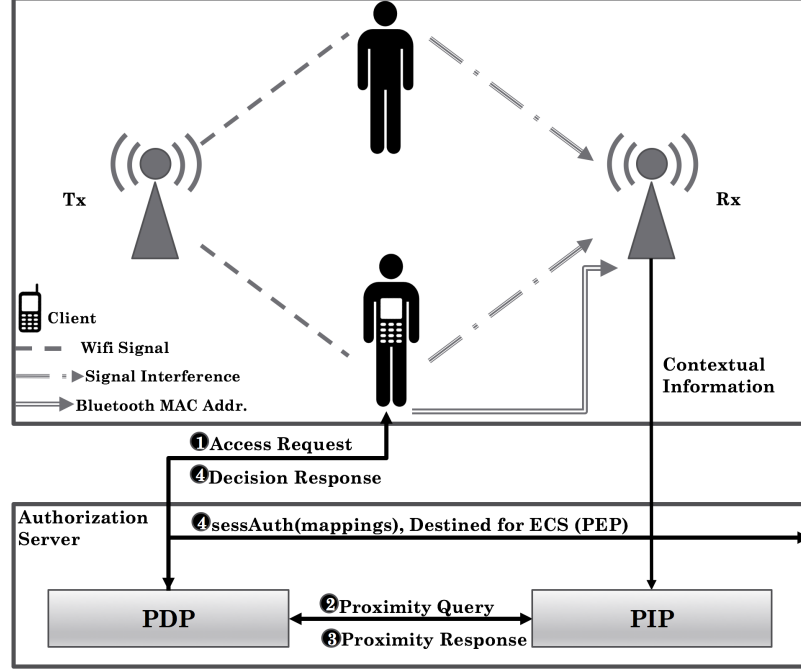 Tx
Rx
Client
Wifi Signal
Signal Interference
Bluetooth MAC Addr.
Contextual
Information
❶Access Request
❹Decision Response
Authorization
Server
❹sessAuth(mappings), Destined for ECS (PEP)
PDP
❷Proximity Query
❸Proximity Response
PIP